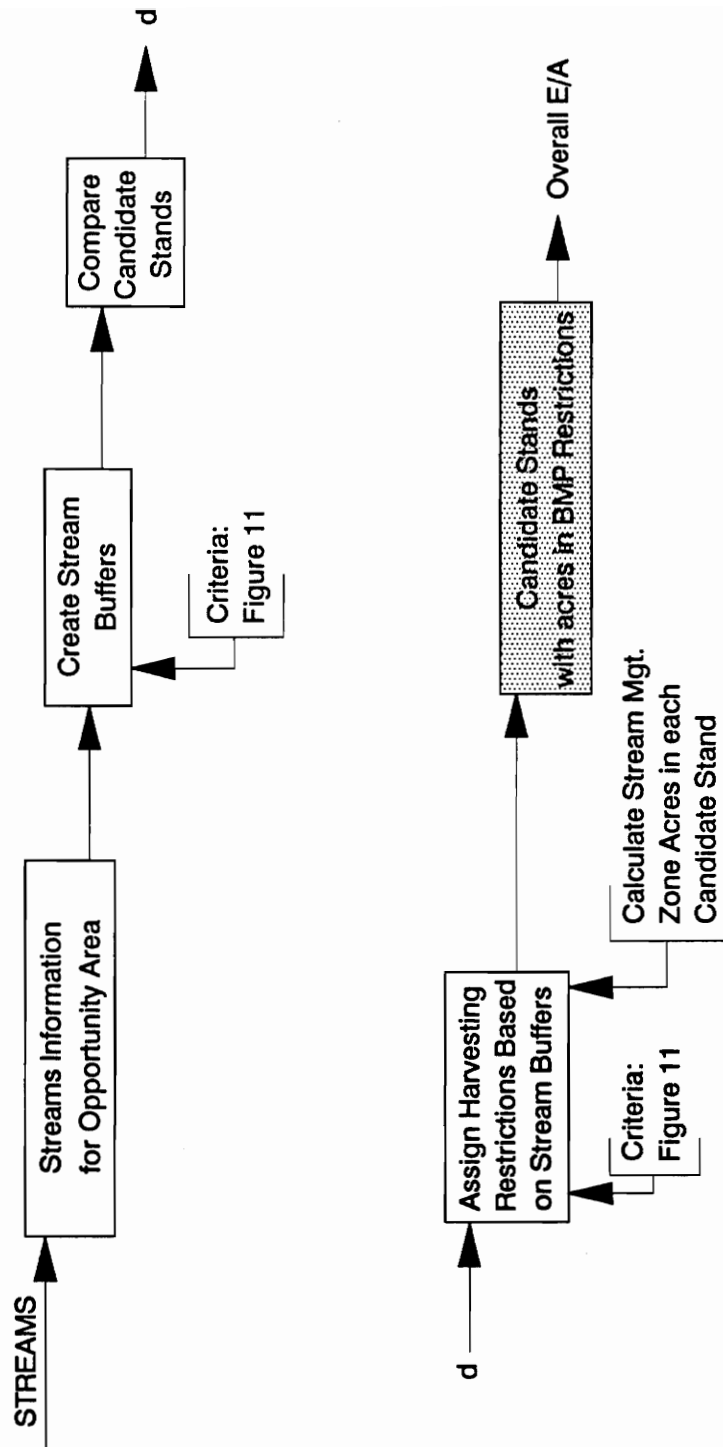 STREAMS
Streams Information
for Opportunity Area
Create Stream
Buffers
Criteria:
Figure 11
Compare
Candidate
Stands
d
d
Assign Harvesting
Restrictions Based
on Stream Buffers
Criteria:
Figure 11
Calculate Stream Mgt.
Zone Acres in each
Candidate Stand
Candidate Stands
with acres in BMP Restrictions
Overall E/A